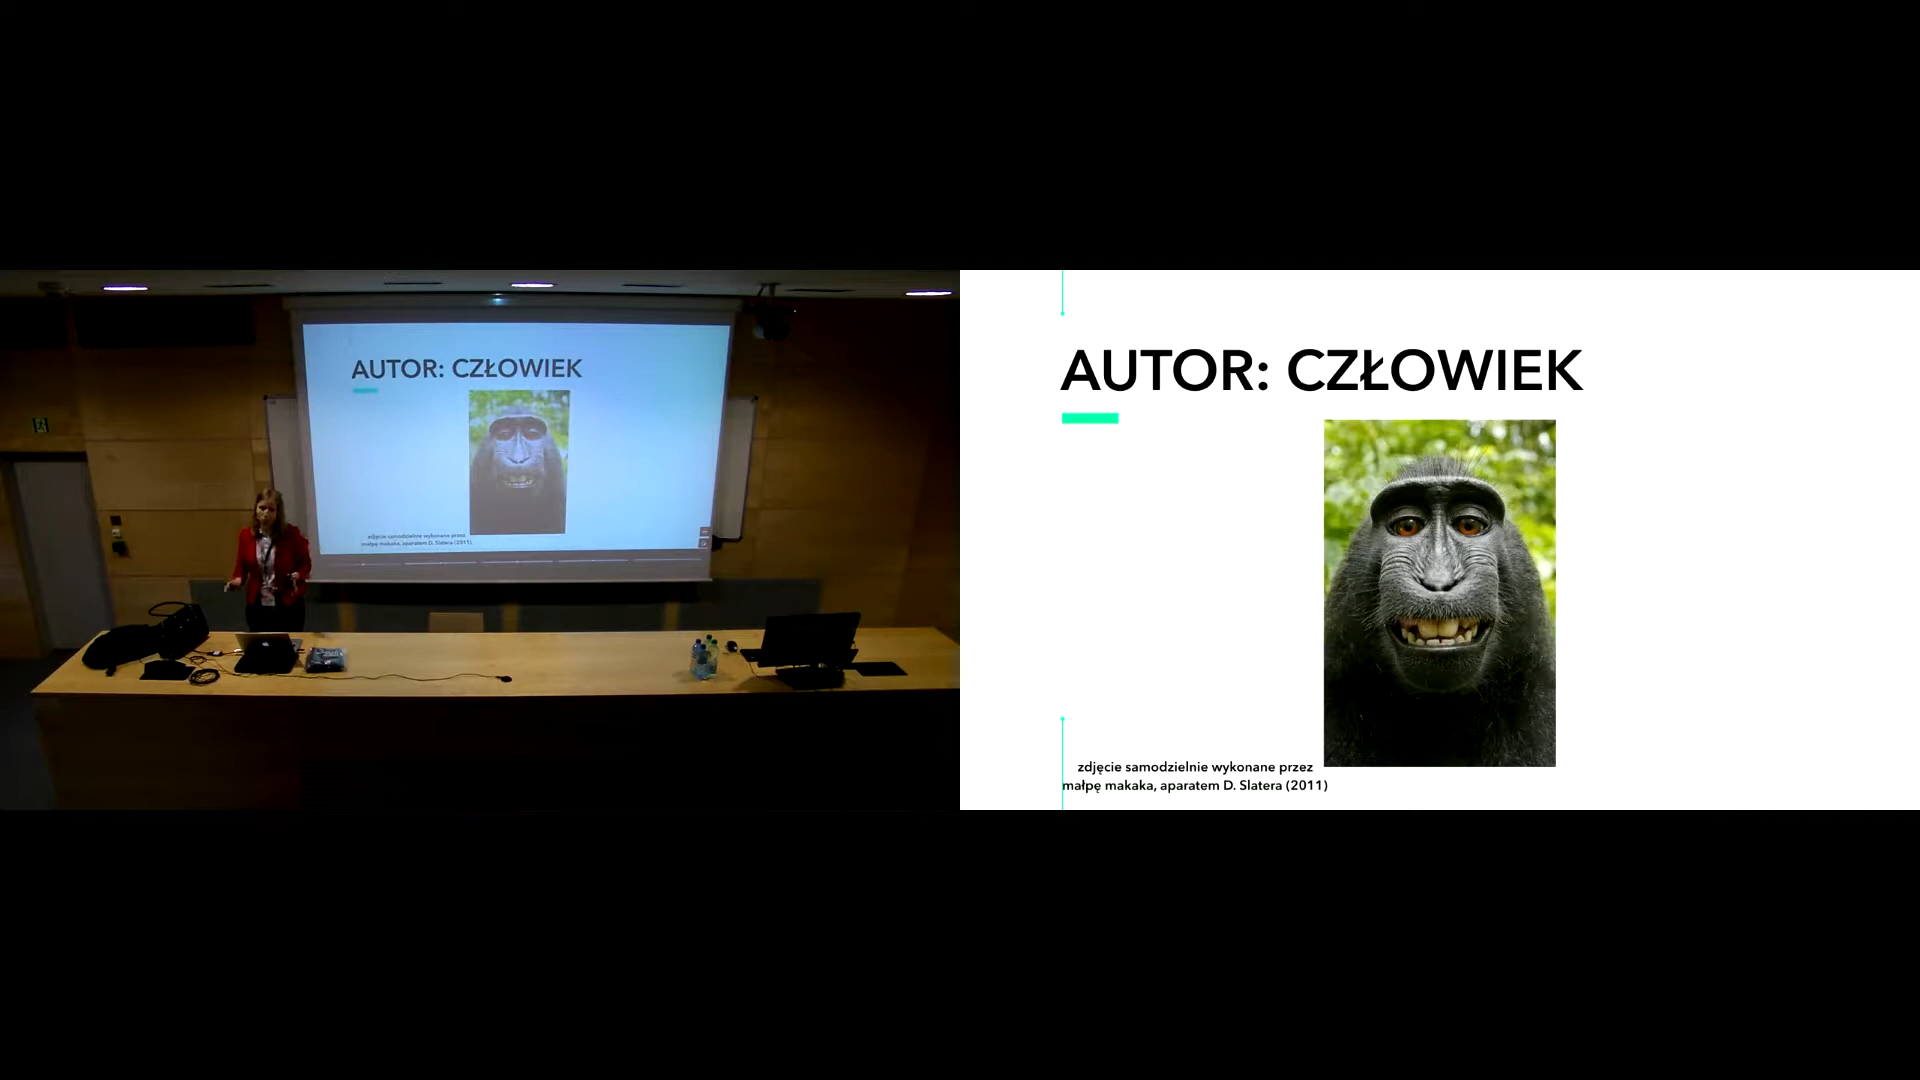 AUTOR: CZŁOWIEK
zdjęcie samodzielnie wykonane przez
małpę makaka, aparatem D. Slatera (2011)
AUTOR: CZŁOWIEK
zdjęcie samodzielnie wykonane przez
małpę makaka, aparatem D. Slatera (2011)